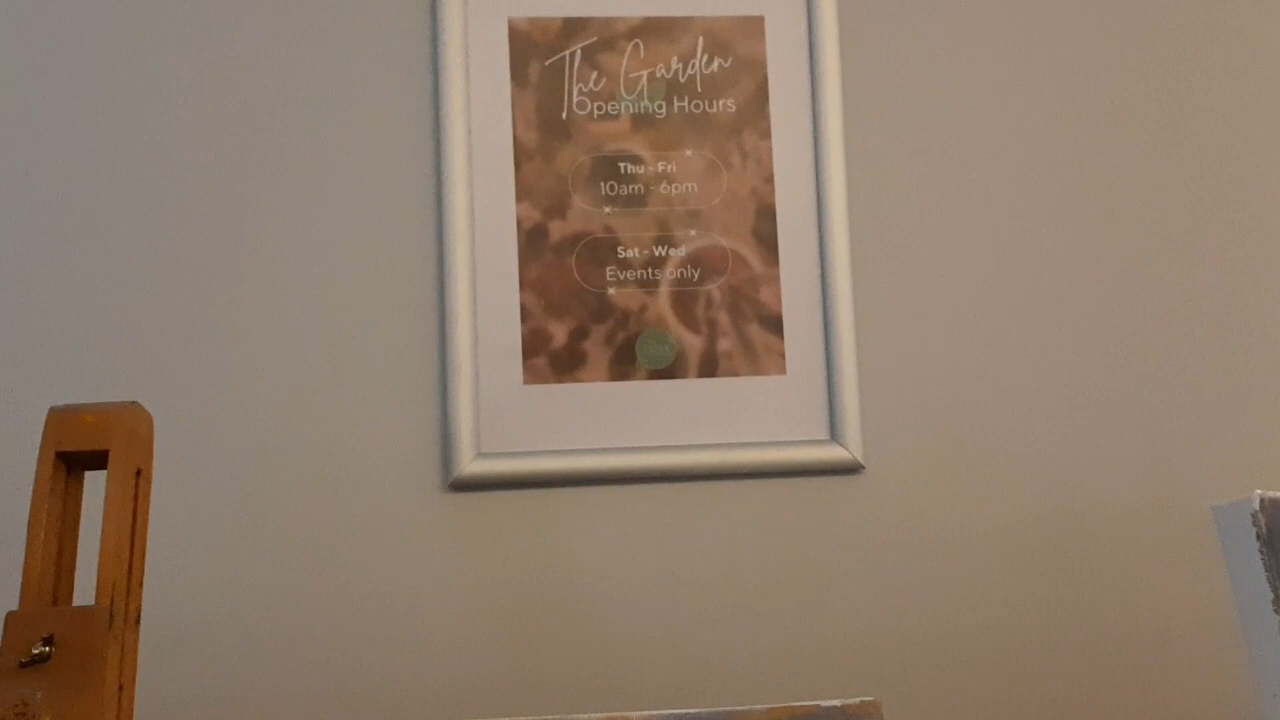 The Garden
Opening Hours
Thu - Fri
10am - 6pm
Sat - Wed
Events only